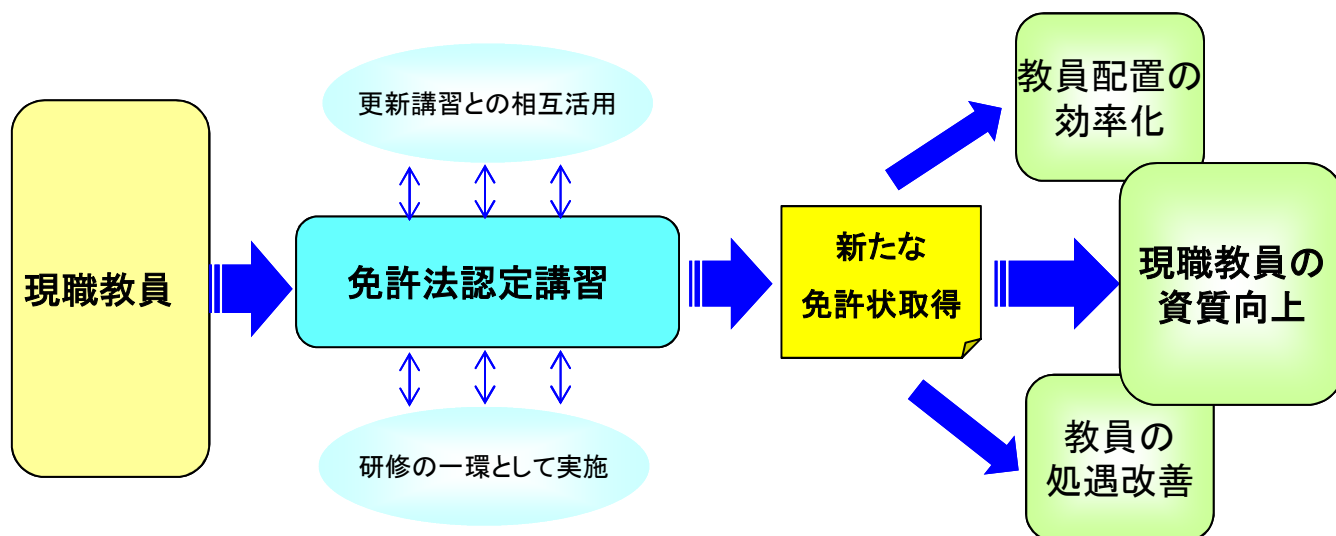 現職教員
更新講習との相互活用
免許法認定講習
研修の一環として実施
新たな
免許状取得
教員配置の
効率化
現職教員の
資質向上
教員の
処遇改善